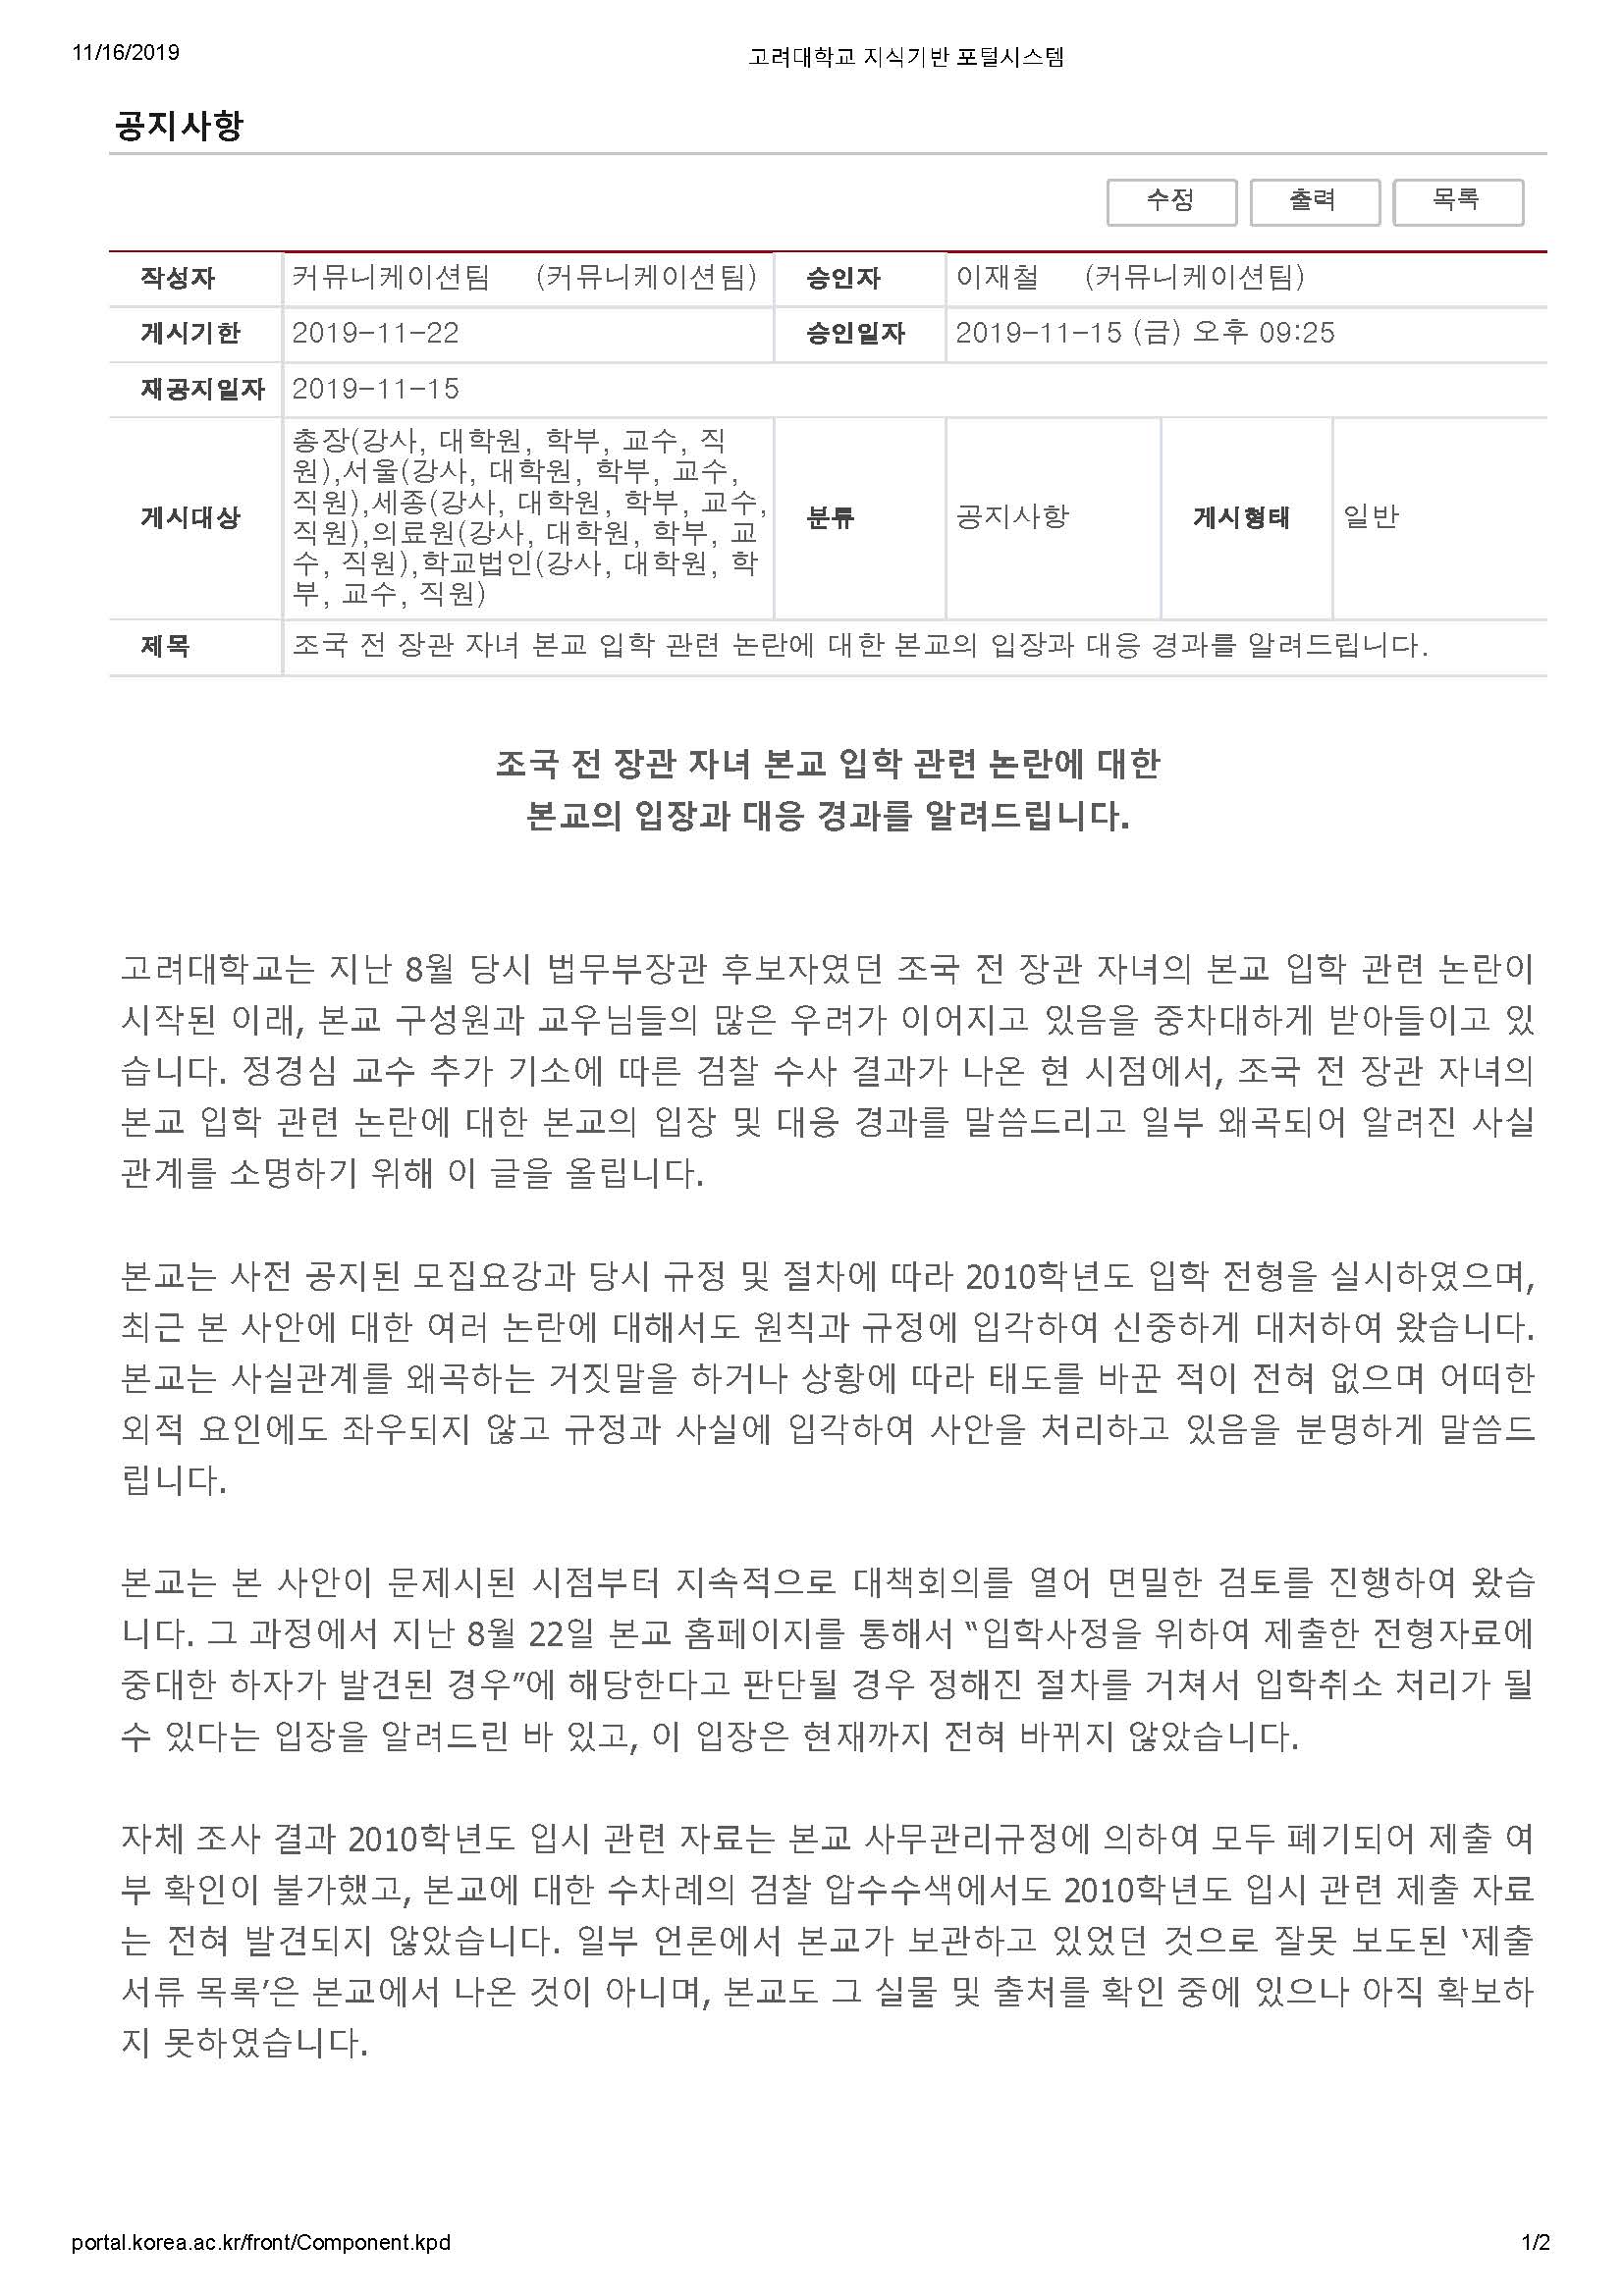 11/16/2019 고려대학교 지식기반 포털시스템
공지사항
수정 출력 목록
작성자 커뮤니케이션팀 (커뮤니케이션팀) 승인자 이재철 (커뮤니케이션팀)
게시기한 2019-11-22 승인일자 2019-11-15 (금) 오후 09:25
재공지일자 2019-11-15
총장(강사, 대학원, 학부, 교수, 직
원),서울(강사, 대학원, 학부, 교수,
직원),세종(강사, 대학원, 학부, 교수,
게시대상 직원),의료원(강사, 대학원, 학부, 교 분류 공지사항 게시형태 일반
수, 직원),학교법인(강사, 대학원, 학
부, 교수, 직원)
제목 조국 전 장관 자녀 본교 입학 관련 논란에 대한 본교의 입장과 대응 경과를 알려드립니다.
조국 전 장관 자녀 본교 입학 관련 논란에 대한
본교의 입장과 대응 경과를 알려드립니다.
고려대학교는 지난 8월 당시 법무부장관 후보자였던 조국 전 장관 자녀의 본교 입학 관련 논란이
시작된 이래, 본교 구성원과 교우님들의 많은 우려가 이어지고 있음을 중차대하게 받아들이고 있
습니다. 정경심 교수 추가 기소에 따른 검찰 수사 결과가 나온 현 시점에서, 조국 전 장관 자녀의
본교 입학 관련 논란에 대한 본교의 입장 및 대응 경과를 말씀드리고 일부 왜곡되어 알려진 사실
관계를 소명하기 위해 이 글을 올립니다.
본교는 사전 공지된 모집요강과 당시 규정 및 절차에 따라 2010학년도 입학 전형을 실시하였으며,
최근 본 사안에 대한 여러 논란에 대해서도 원칙과 규정에 입각하여 신중하게 대처하여 왔습니다.
본교는 사실관계를 왜곡하는 거짓말을 하거나 상황에 따라 태도를 바꾼 적이 전혀 없으며 어떠한
외적 요인에도 좌우되지 않고 규정과 사실에 입각하여 사안을 처리하고 있음을 분명하게 말씀드
립니다.
본교는 본 사안이 문제시된 시점부터 지속적으로 대책회의를 열어 면밀한 검토를 진행하여 왔습
니다. 그 과정에서 지난 8월 22일 본교 홈페이지를 통해서 “입학사정을 위하여 제출한 전형자료에
중대한 하자가 발견된 경우”에 해당한다고 판단될 경우 정해진 절차를 거쳐서 입학취소 처리가 될
수 있다는 입장을 알려드린 바 있고, 이 입장은 현재까지 전혀 바뀌지 않았습니다.
자체 조사 결과 2010학년도 입시 관련 자료는 본교 사무관리규정에 의하여 모두 폐기되어 제출 여
부 확인이 불가했고, 본교에 대한 수차례의 검찰 압수수색에서도 2010학년도 입시 관련 제출 자료
는 전혀 발견되지 않았습니다. 일부 언론에서 본교가 보관하고 있었던 것으로 잘못 보도된 ‘제출
서류 목록’은 본교에서 나온 것이 아니며, 본교도 그 실물 및 출처를 확인 중에 있으나 아직 확보하
지 못하였습니다.
portal.korea.ac.kr/front/Component.kpd 1/2